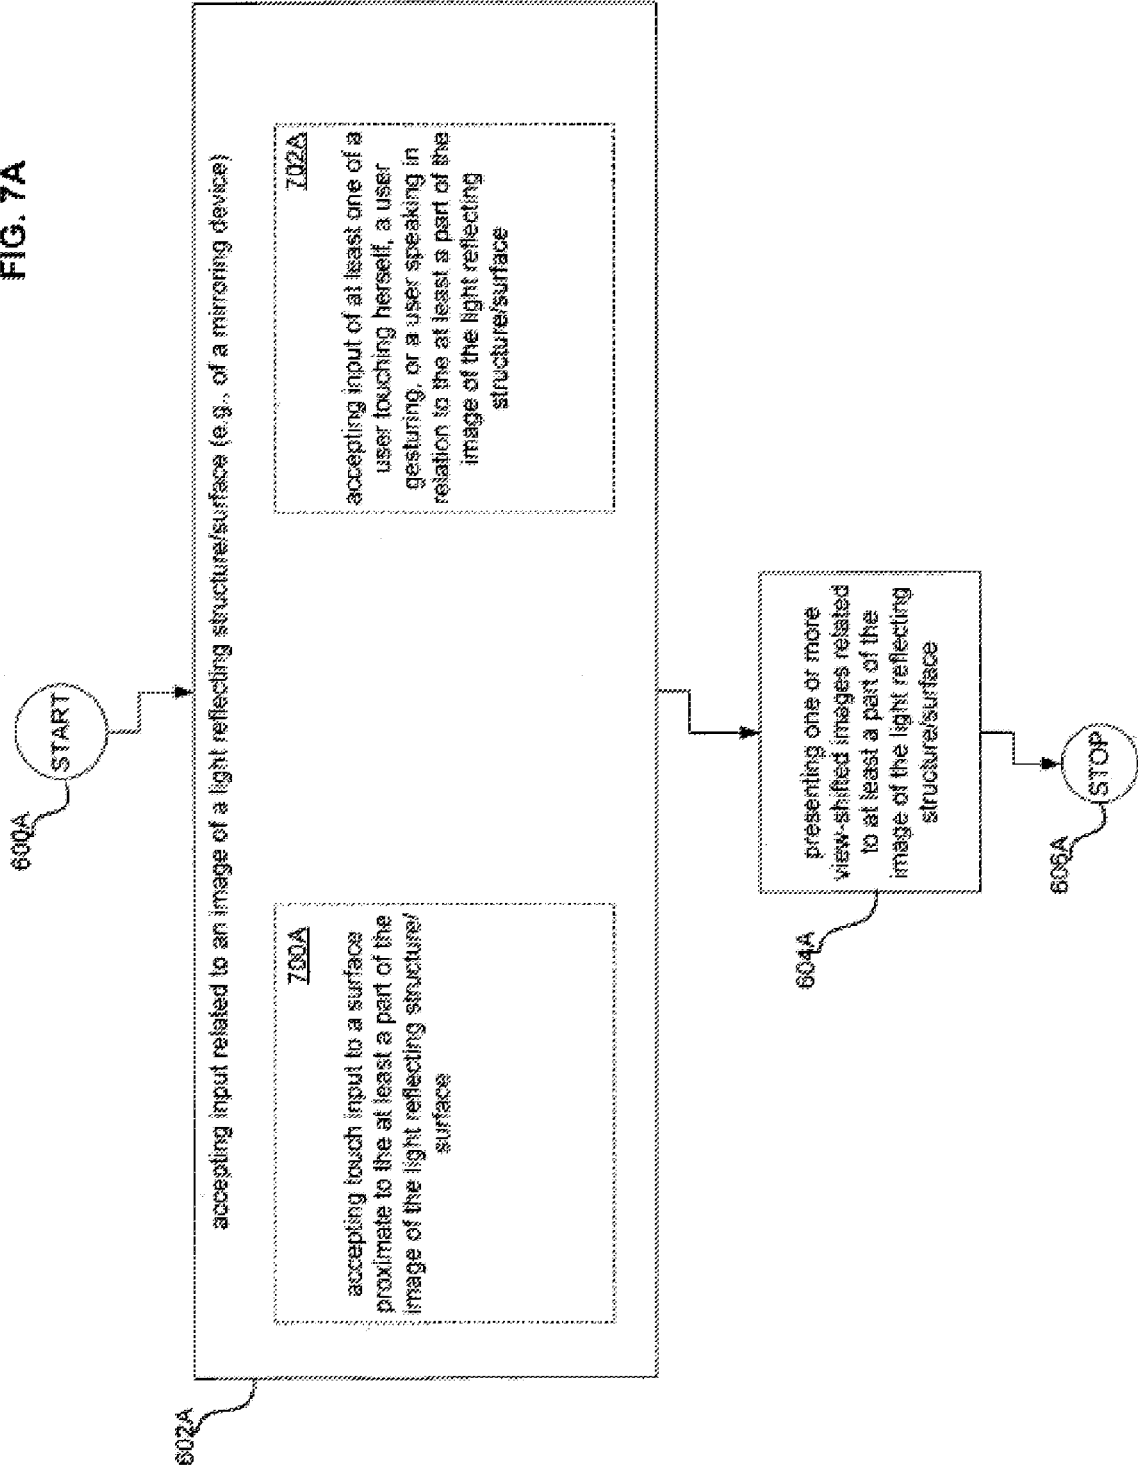 FIG. 7A
600A
START
602A
accepting input related to an image of a light reflecting structure/surface (e.g., of a mirroring device)
700A
accepting touch input to a surface
proximate to the at least a part of the
image of the light reflecting structure/
surface
702A
accepting input of at least one of a
user touching herself, a user
gesturing, or a user speaking in
relation to the at least a part of the
image of the light reflecting
structure/surface
604A
presenting one or more
view-shifted images related
to at least a part of the
image of the light reflecting
structure/surface
606A
STOP